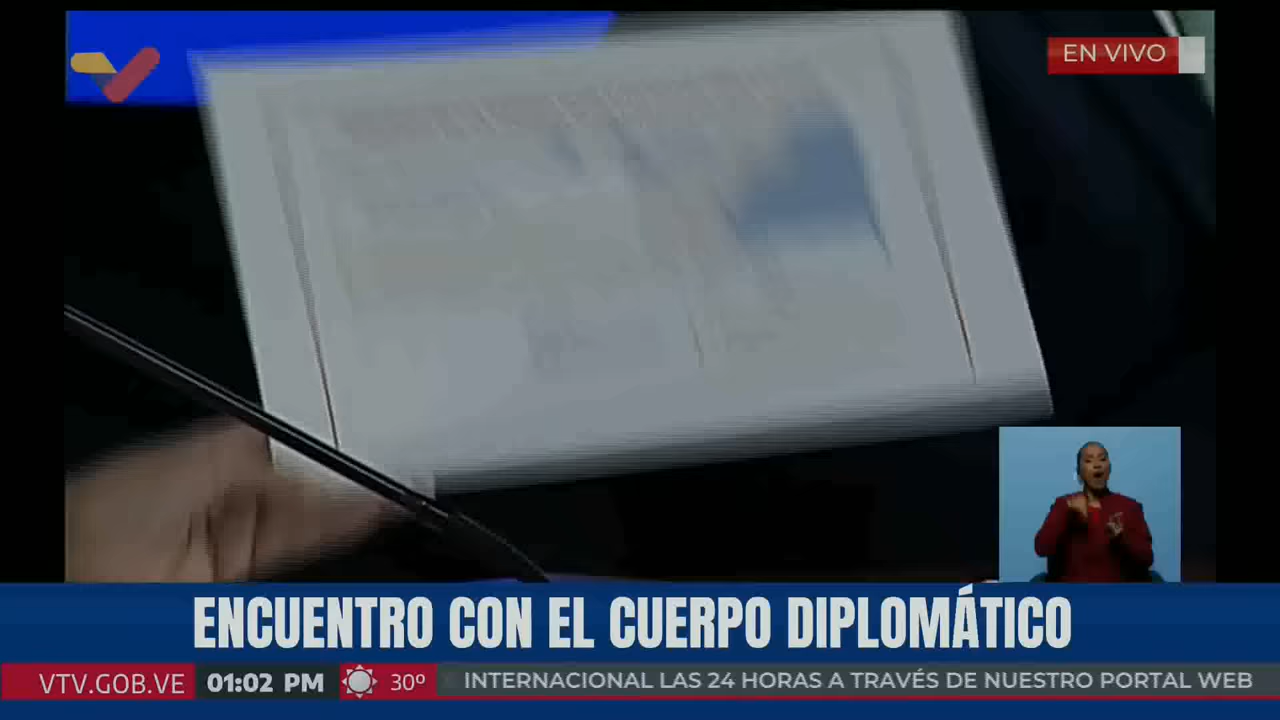 EN VIVO
ENCUENTRO CON EL CUERPO DIPLOMÁTICO
VTV.GOB.VE 01:02 PM 30º INTERNACIONAL LAS 24 HORAS A TRAVÉS DE NUESTRO PORTAL WEB